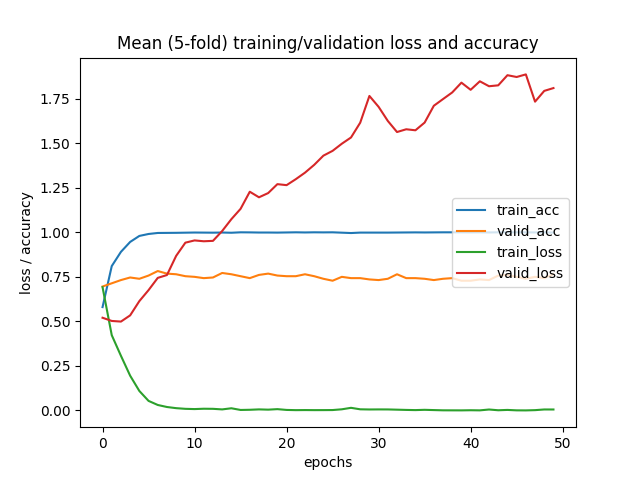 Mean (5-fold) training/validation loss and accuracy
loss / accuracy
1.75
1.50
1.25
1.00
0.75
0.50
0.25
0.00
train_acc
valid_acc
train_loss
valid_loss
0 10 20 30 40 50
epochs